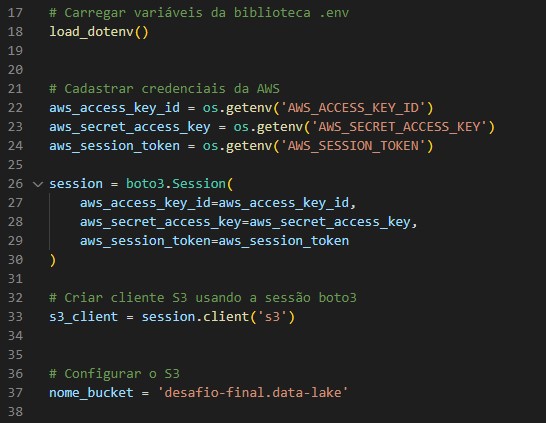 17 # Carregar variáveis da biblioteca .env
18 load_dotenv()
19
20
21 # Cadastrar credenciais da AWS
22 aws_access_key_id = os.getenv('AWS_ACCESS_KEY_ID')
23 aws_secret_access_key = os.getenv('AWS_SECRET_ACCESS_KEY')
24 aws_session_token = os.getenv('AWS_SESSION_TOKEN')
25
26 session = boto3.Session(
27     aws_access_key_id=aws_access_key_id,
28     aws_secret_access_key=aws_secret_access_key,
29     aws_session_token=aws_session_token
30 )
31
32 # Criar cliente S3 usando a sessão boto3
33 s3_client = session.client('s3')
34
35
36 # Configurar o S3
37 nome_bucket = 'desafio-final.data-lake'
38